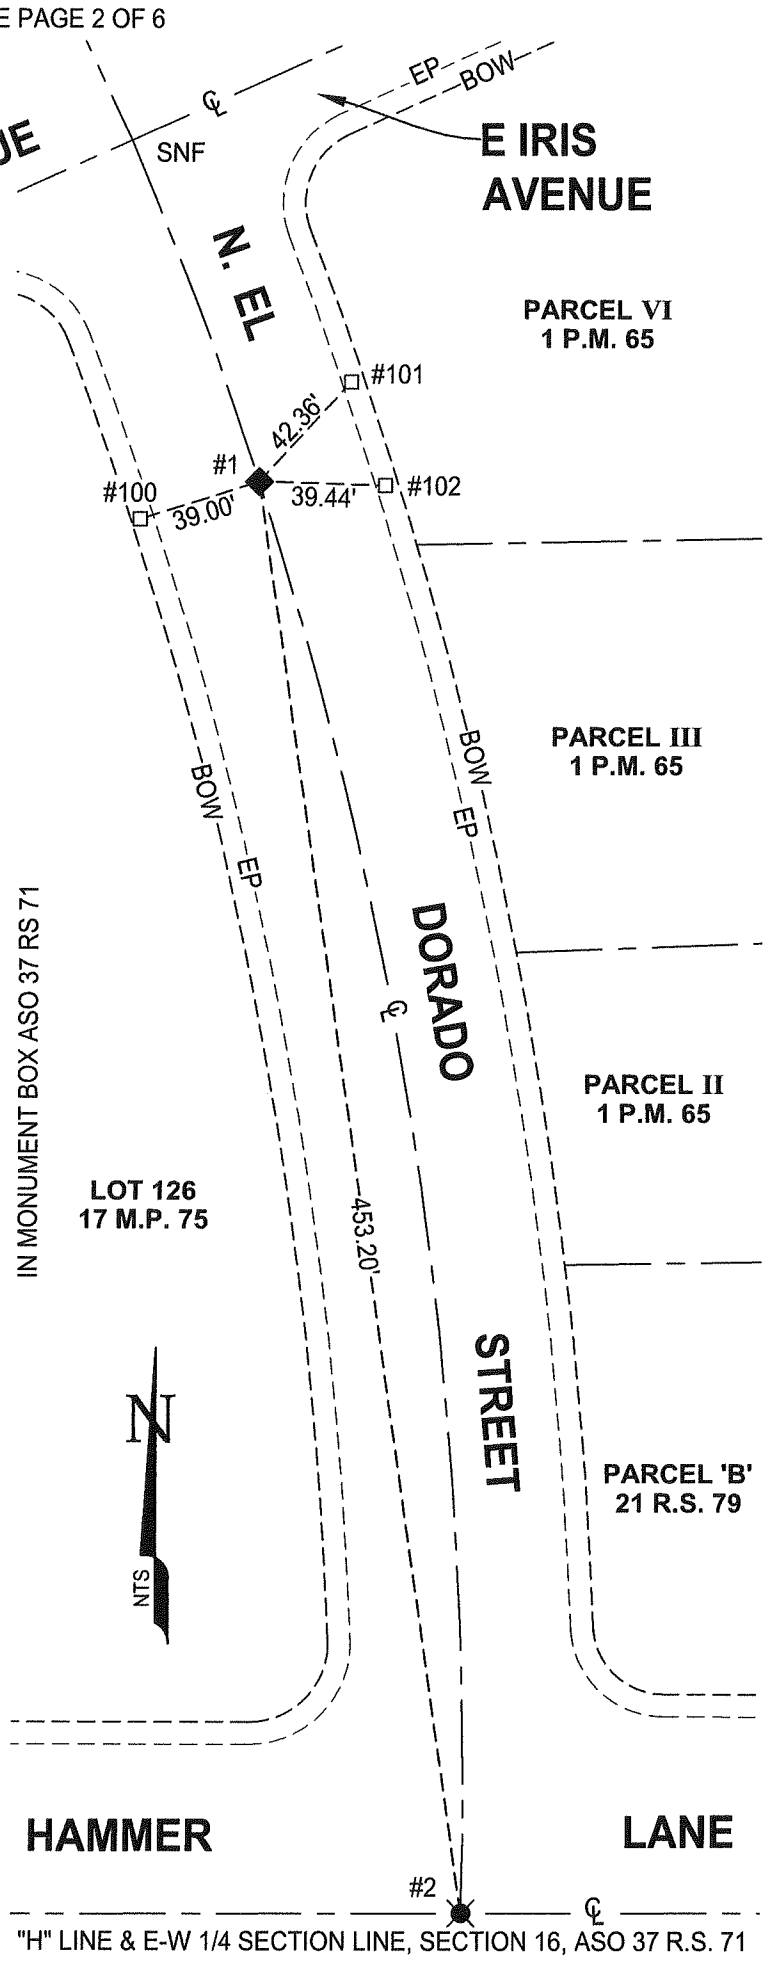 E PAGE 2 OF 6
EP
BOW
℄
UE
SNF
E IRIS
AVENUE
N. EL
PARCEL VI
1 P.M. 65
#101
42.36'
#1
#100
39.00'
39.44'
#102
BOW
EP
BOW
EP
PARCEL III
1 P.M. 65
DORADO
℄
IN MONUMENT BOX ASO 37 RS 71
PARCEL II
1 P.M. 65
LOT 126
17 M.P. 75
453.20'
STREET
N
NTS
PARCEL 'B'
21 R.S. 79
HAMMER
LANE
#2
℄
"H" LINE & E-W 1/4 SECTION LINE, SECTION 16, ASO 37 R.S. 71